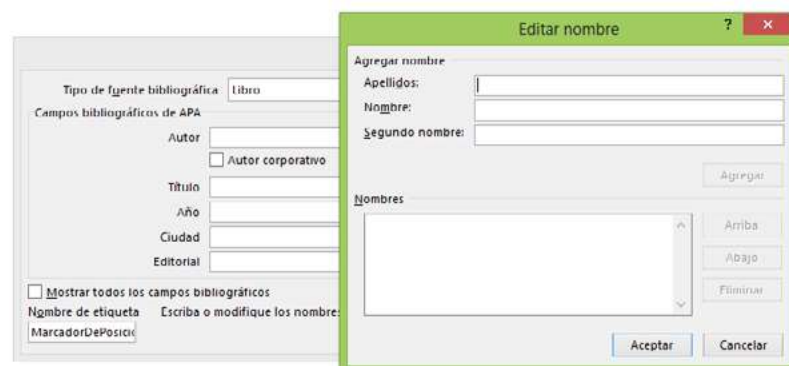 Tipo de fuente bibliográfica Libro
Campos bibliográficos de APA
Autor
Autor corporativo
Título
Año
Ciudad
Editorial
Mostrar todos los campos bibliográficos
Nombre de etiqueta Escriba o modifique los nombre
MarcadorDePosici
Editar nombre ? ×
Agregar nombre
Apellidos:
Nombre:
Segundo nombre:
Agregar
Nombres
Arriba
Abajo
Eliminar
Aceptar Cancelar